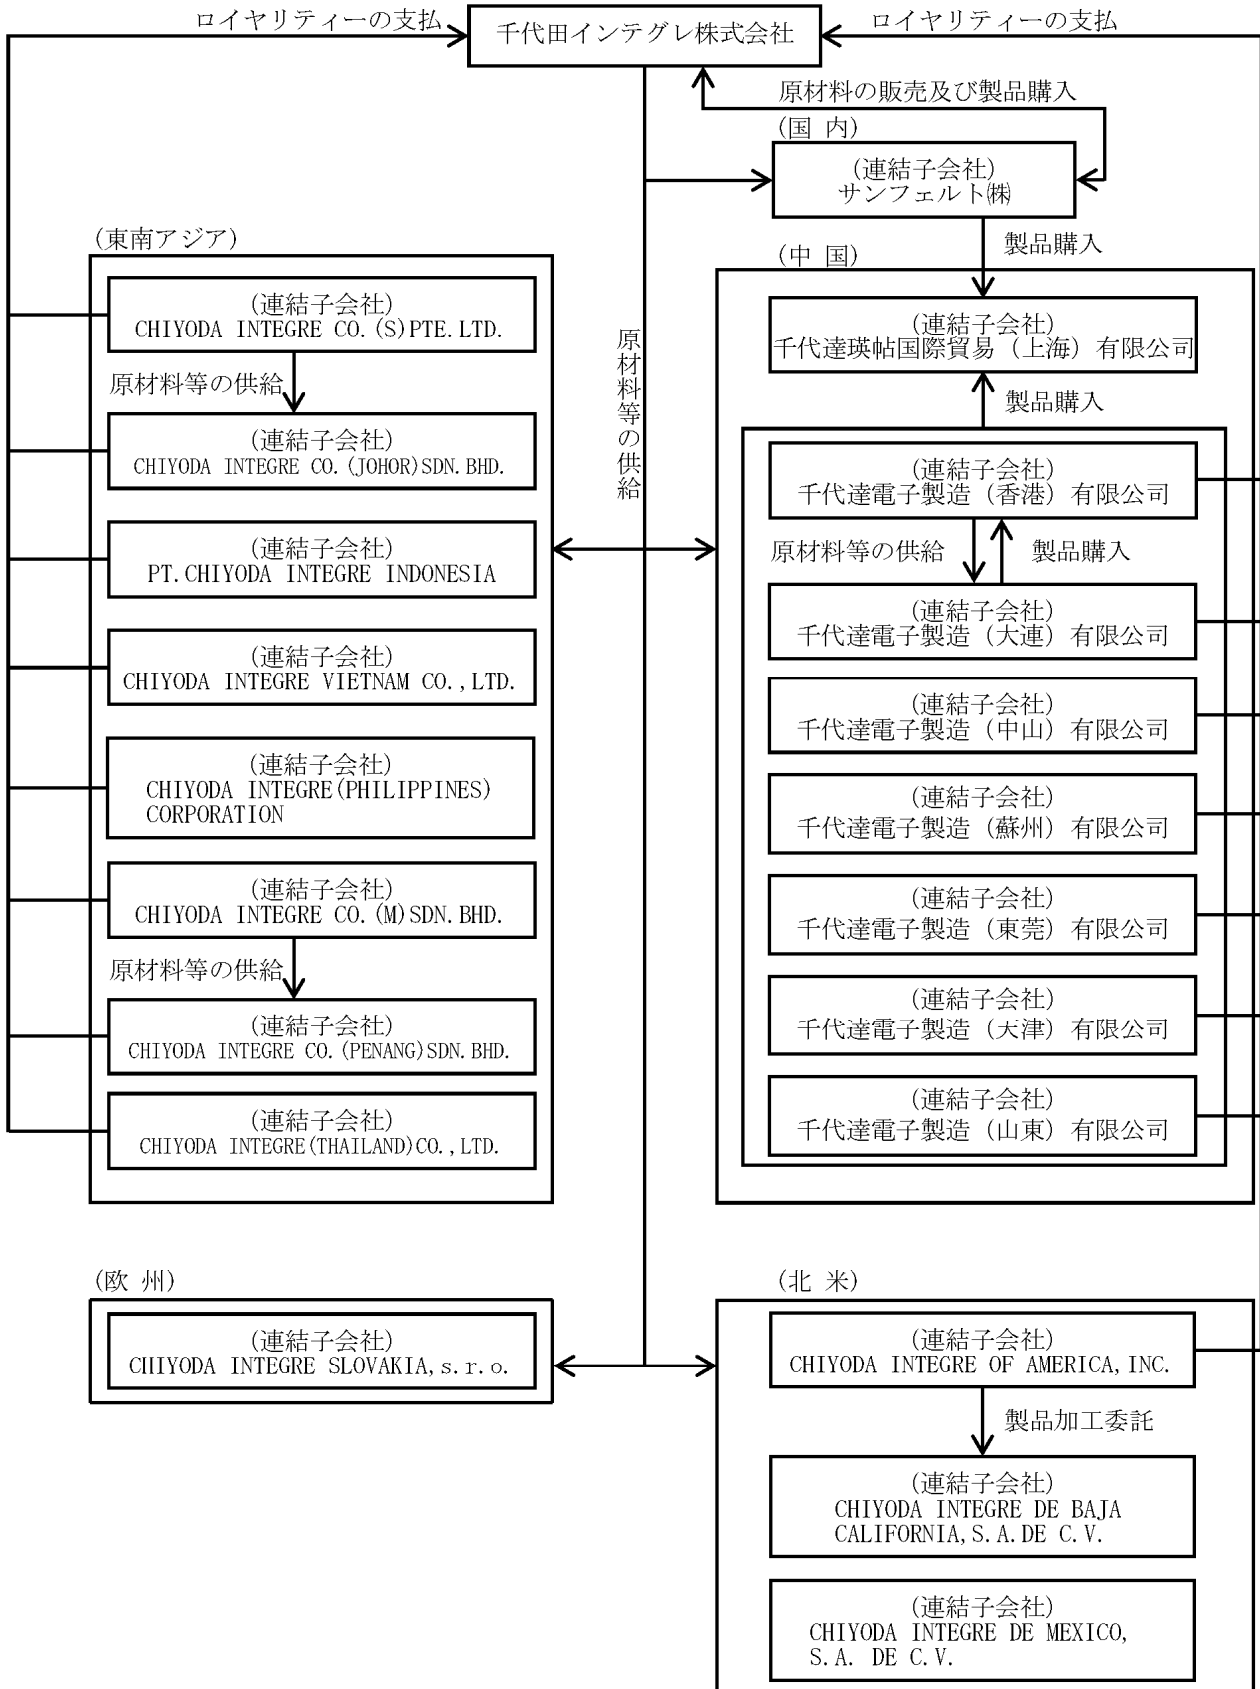 ロイヤリティーの支払
千代田インテグレ株式会社
ロイヤリティーの支払
原材料の販売及び製品購入
(国 内)
(連結子会社)
サンフェルト㈱
製品購入
原材料等の供給
(東南アジア)
(連結子会社)
CHIYODA INTEGRE CO.(S)PTE.LTD.
原材料等の供給
(連結子会社)
CHIYODA INTEGRE CO.(JOHOR)SDN.BHD.
(連結子会社)
PT.CHIYODA INTEGRE INDONESIA
(連結子会社)
CHIYODA INTEGRE VIETNAM CO.,LTD.
(連結子会社)
CHIYODA INTEGRE(PHILIPPINES)
CORPORATION
(連結子会社)
CHIYODA INTEGRE CO.(M)SDN.BHD.
原材料等の供給
(連結子会社)
CHIYODA INTEGRE CO.(PENANG)SDN.BHD.
(連結子会社)
CHIYODA INTEGRE(THAILAND)CO.,LTD.
(中 国)
(連結子会社)
千代達瑛帖国際貿易（上海）有限公司
製品購入
(連結子会社)
千代達電子製造（香港）有限公司
原材料等の供給
製品購入
(連結子会社)
千代達電子製造（大連）有限公司
(連結子会社)
千代達電子製造（中山）有限公司
(連結子会社)
千代達電子製造（蘇州）有限公司
(連結子会社)
千代達電子製造（東莞）有限公司
(連結子会社)
千代達電子製造（天津）有限公司
(連結子会社)
千代達電子製造（山東）有限公司
(欧 州)
(連結子会社)
CHIYODA INTEGRE SLOVAKIA,s.r.o.
(北 米)
(連結子会社)
CHIYODA INTEGRE OF AMERICA,INC.
製品加工委託
(連結子会社)
CHIYODA INTEGRE DE BAJA
CALIFORNIA,S.A.DE C.V.
(連結子会社)
CHIYODA INTEGRE DE MEXICO,
S.A. DE C.V.